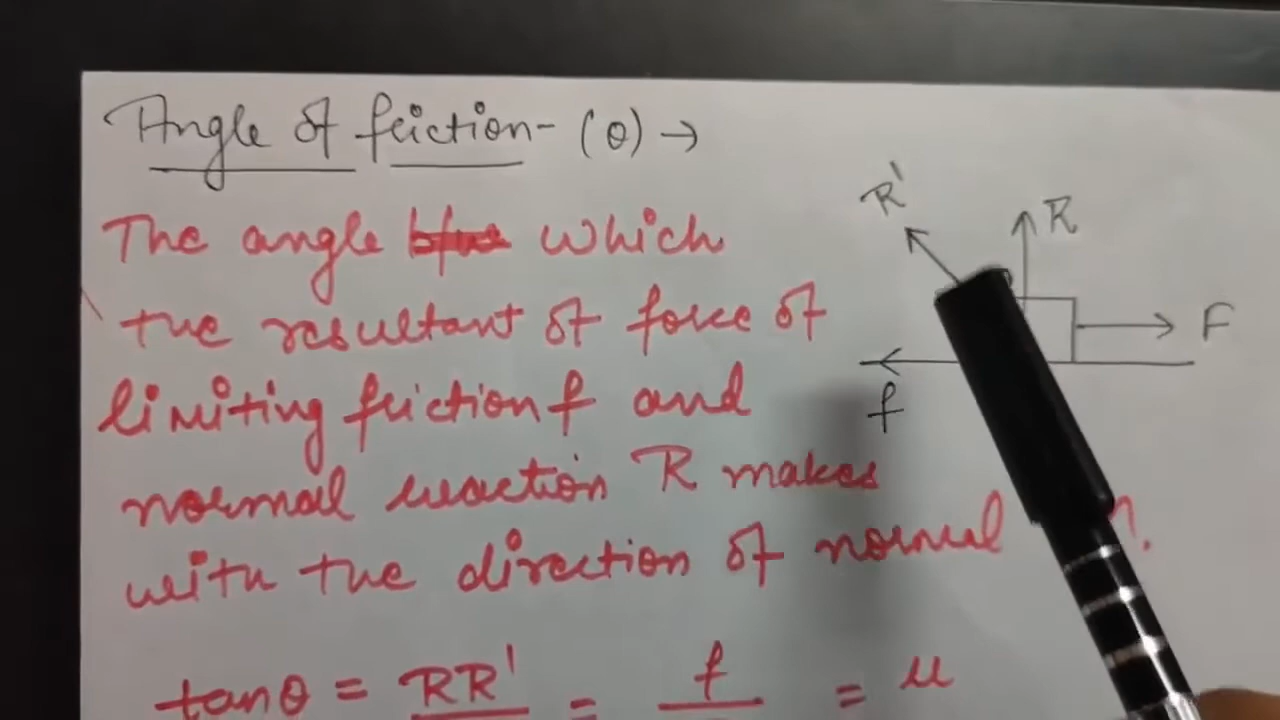 Angle of friction- (θ) →
The angle which
the resultant of force of
limiting friction f and
normal reaction R makes
with the direction of normal
tanθ = RR' = f = μ
R'
R
F
f